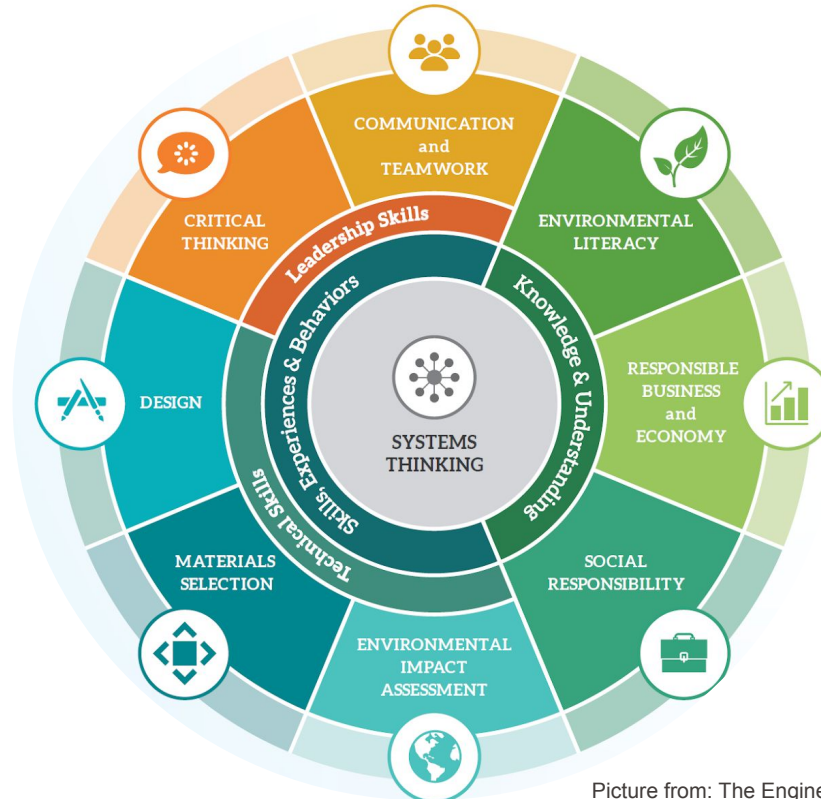 COMMUNICATION
and
TEAMWORK
ENVIRONMENTAL
LITERACY
RESPONSIBLE
BUSINESS
and
ECONOMY
SOCIAL
RESPONSIBILITY
ENVIRONMENTAL
IMPACT
ASSESSMENT
MATERIALS
SELECTION
DESIGN
CRITICAL
THINKING
Leadership Skills
Knowledge & Understanding
Technical Skills
Skills, Experiences & Behaviors
SYSTEMS
THINKING
Picture from: The Engine